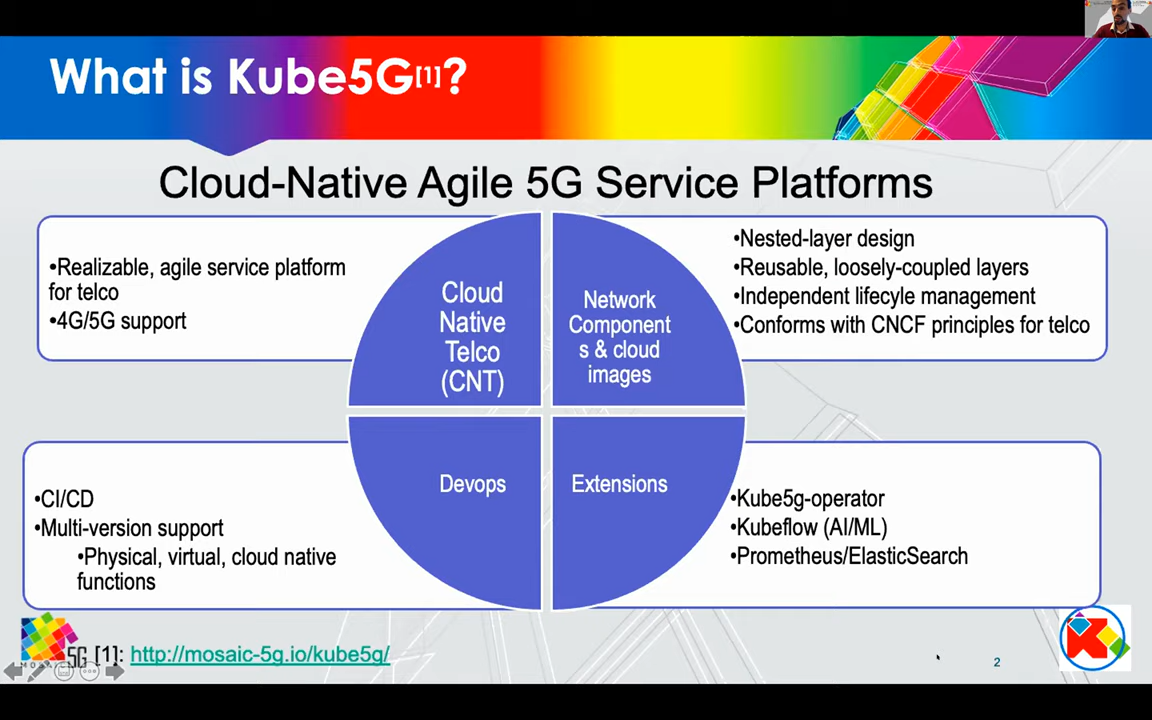 What is Kube5G[1]?
Cloud-Native Agile 5G Service Platforms
•Realizable, agile service platform
for telco
•4G/5G support
Cloud
Native
Telco
(CNT)
Network
Component
s & cloud
images
•Nested-layer design
•Reusable, loosely-coupled layers
•Independent lifecyle management
•Conforms with CNCF principles for telco
•CI/CD
•Multi-version support
•Physical, virtual, cloud native
functions
Devops
Extensions
•Kube5g-operator
•Kubeflow (AI/ML)
•Prometheus/ElasticSearch
5G [1]: http://mosaic-5g.io/kube5g/
2